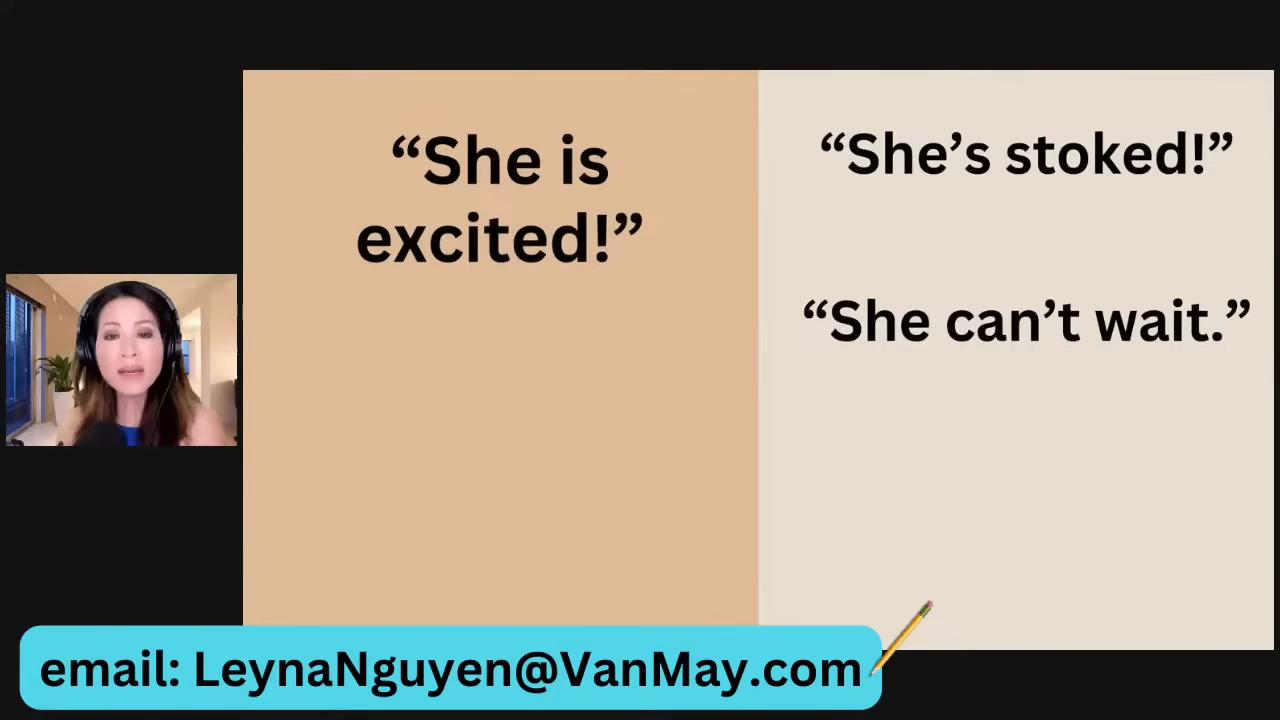 “She is
excited!”
“She’s stoked!”
“She can’t wait.”
email: LeynaNguyen@VanMay.com